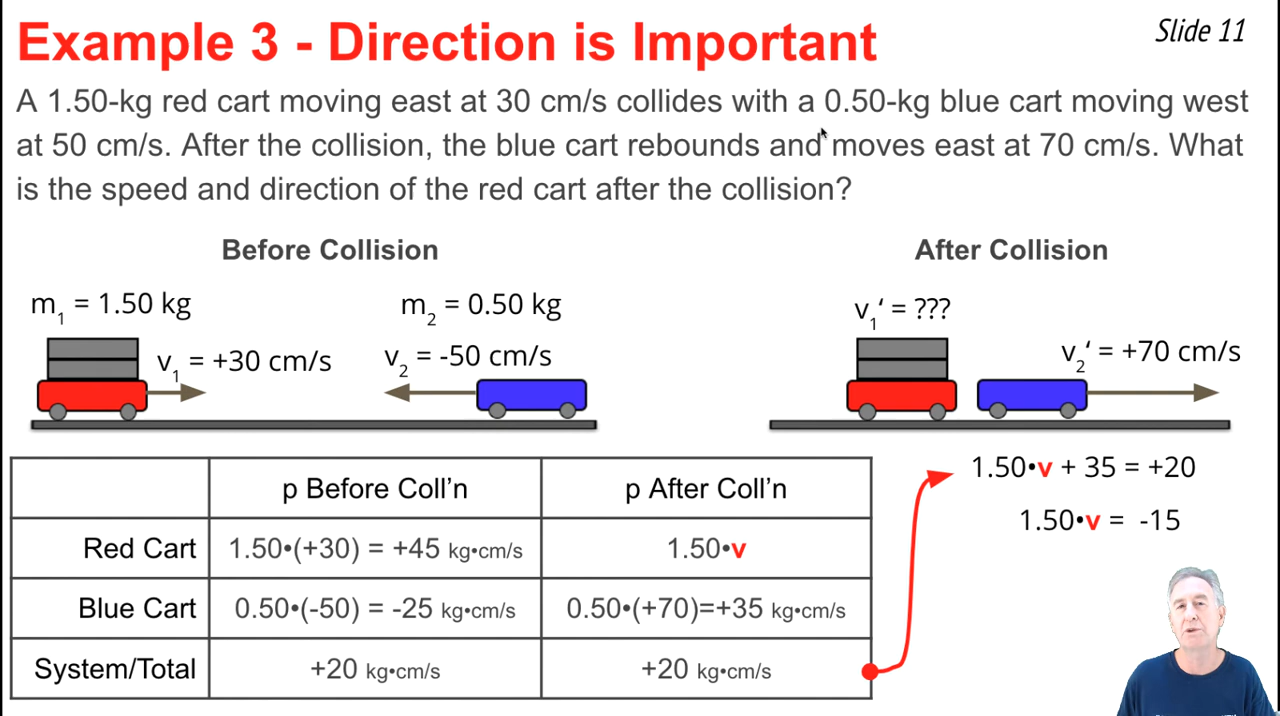 Example 3 - Direction is Important
Slide 11
A 1.50-kg red cart moving east at 30 cm/s collides with a 0.50-kg blue cart moving west
at 50 cm/s. After the collision, the blue cart rebounds and moves east at 70 cm/s. What
is the speed and direction of the red cart after the collision?
Before Collision
m₁ = 1.50 kg
m₂ = 0.50 kg
v₁ = +30 cm/s
v₂ = -50 cm/s
After Collision
v₁′ = ???
v₂′ = +70 cm/s
p Before Coll’n
p After Coll’n
Red Cart
1.50•(+30) = +45 kg•cm/s
1.50•v
Blue Cart
0.50•(-50) = -25 kg•cm/s
0.50•(+70)=+35 kg•cm/s
System/Total
+20 kg•cm/s
+20 kg•cm/s
1.50•v + 35 = +20
1.50•v = -15